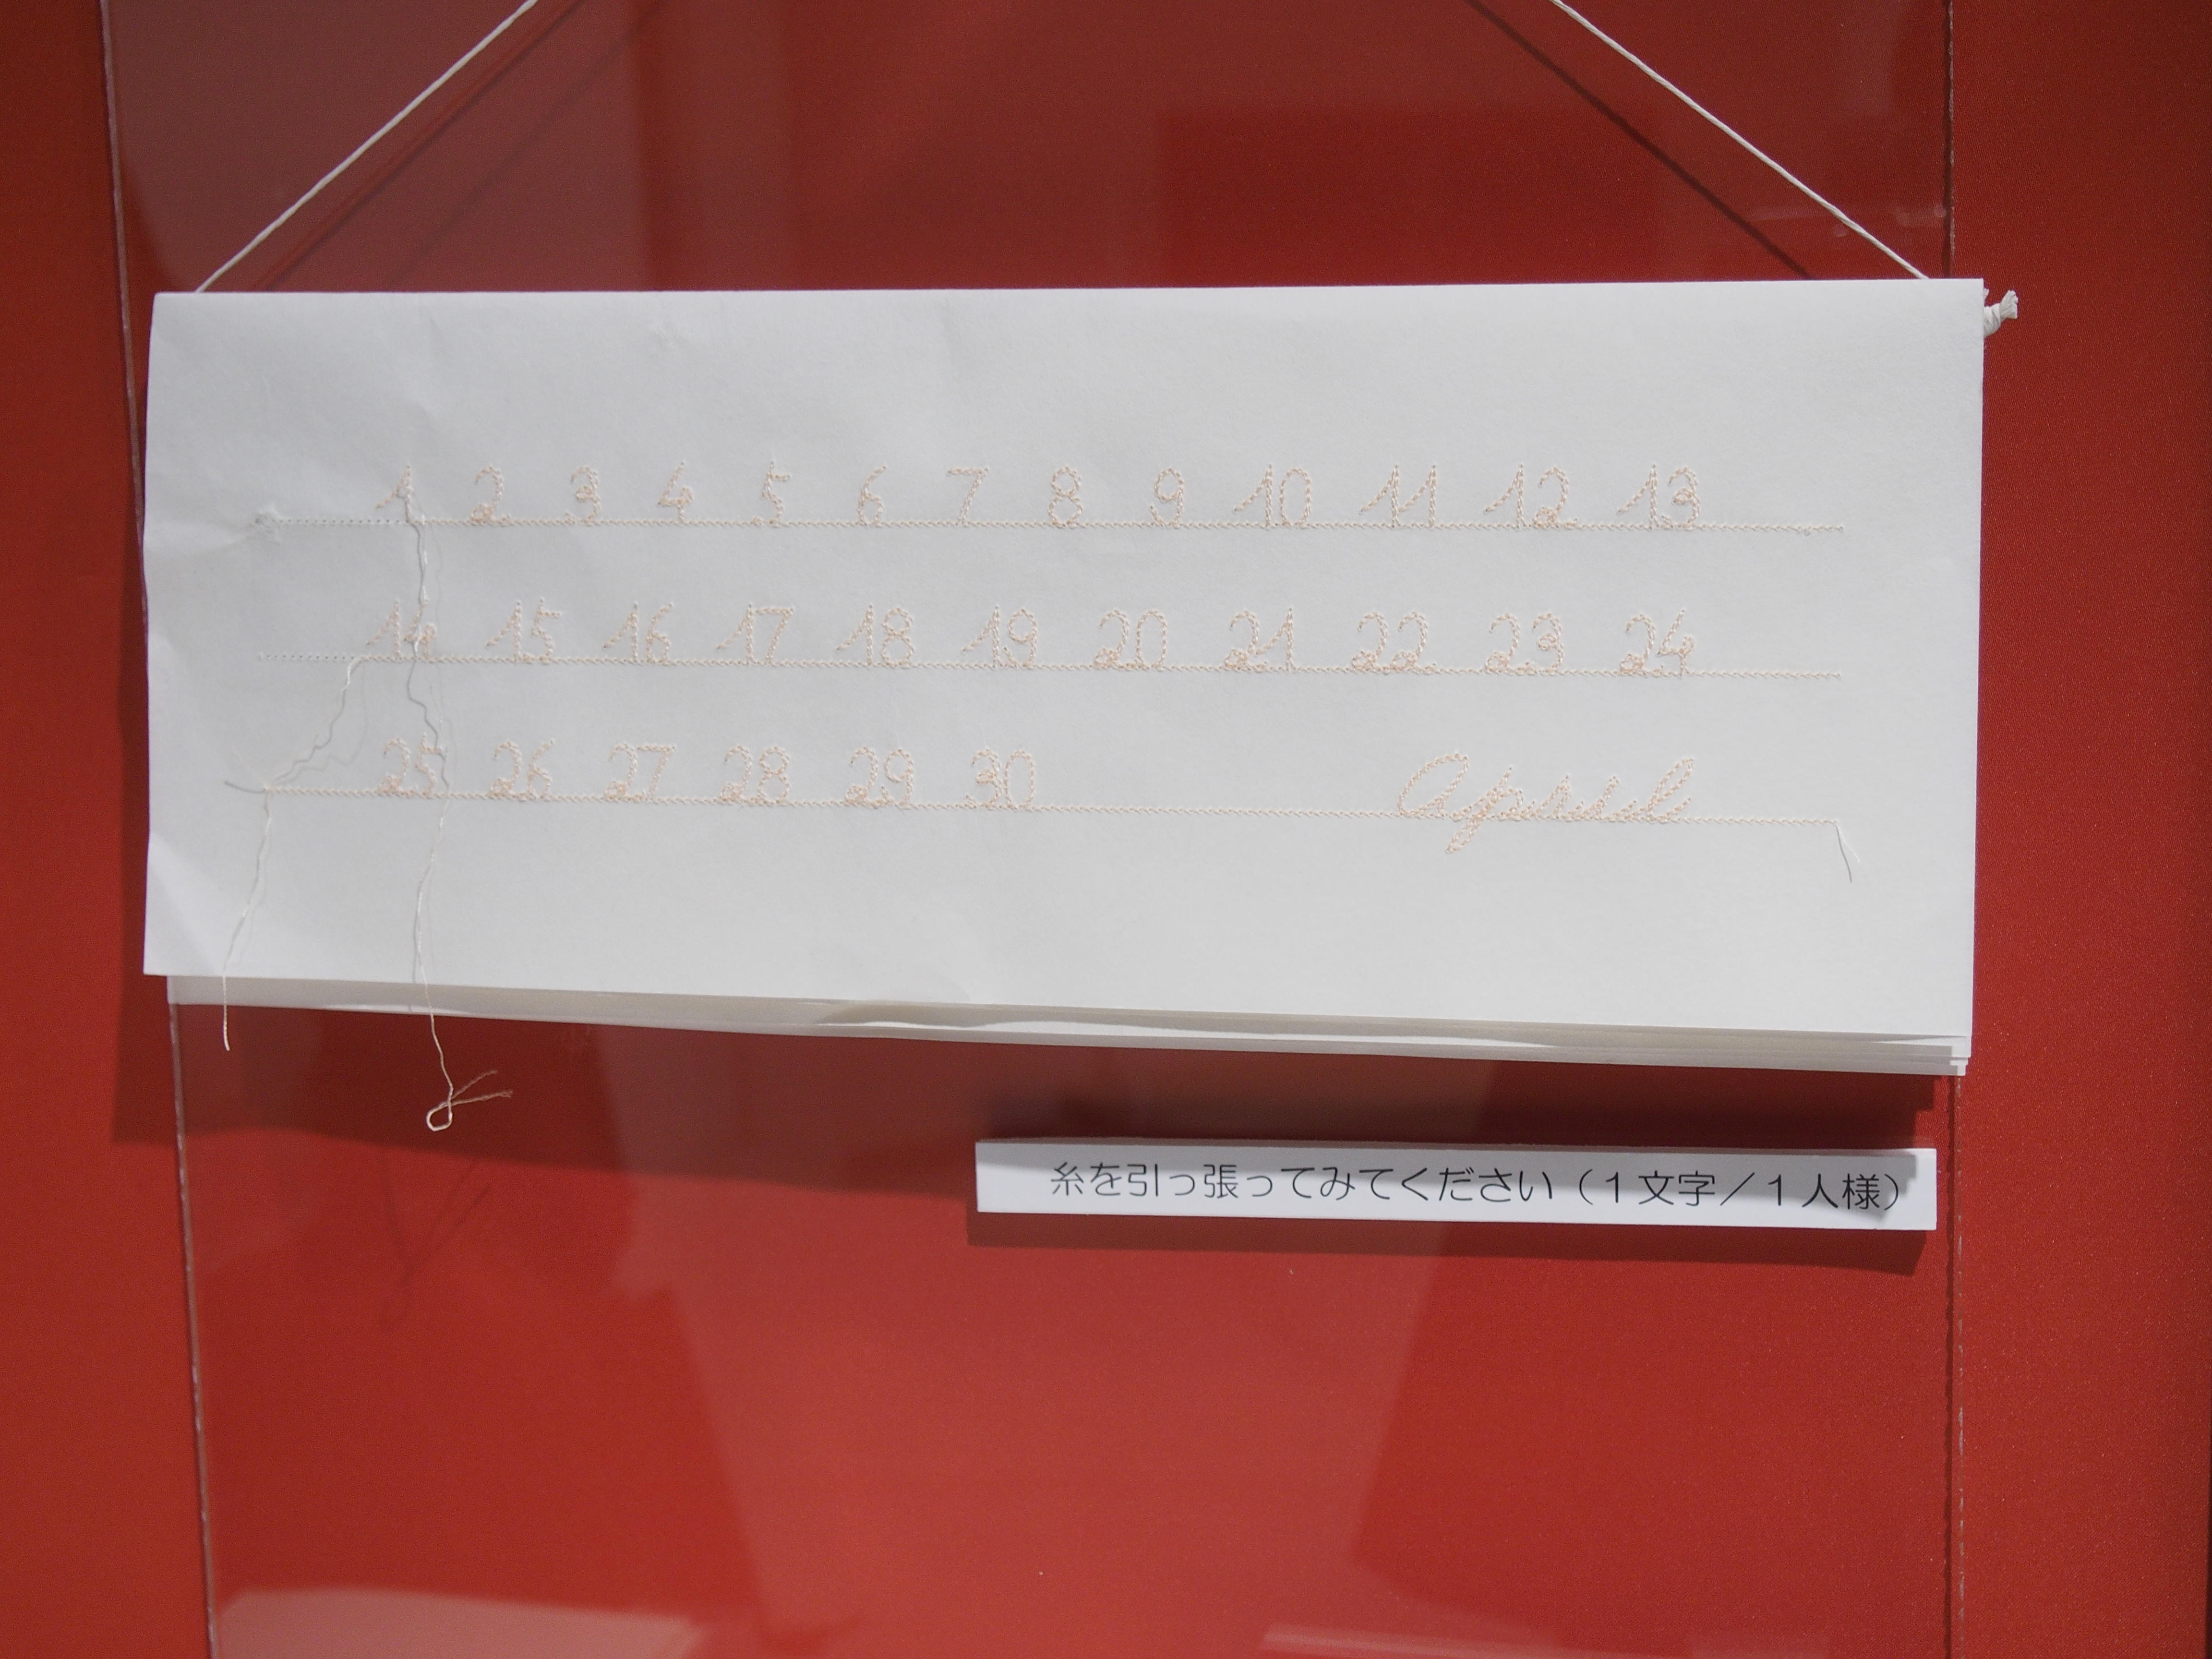 1 2 3 4 5 6 7 8 9 10 11 12 13
14 15 16 17 18 19 20 21 22 23 24
25 26 27 28 29 30 April
糸を引っ張ってみてください（１文字／１人様）